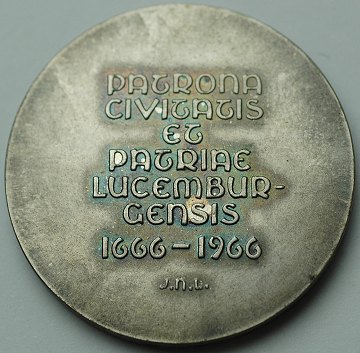 PATRONA
CIVITATIS
ET
PATRIAE
LUCEMBUR-
GENSIS
1666-1966
J.N.L.